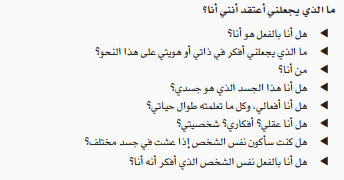 ما الذي يجعلني أعتقد أنني أنا؟
◄ هل أنا بالفعل هو أنا؟
◄ ما الذي يجعلني أفكر في ذاتي أو هويتي على هذا النحو؟
◄ من أنا؟
◄ هل أنا هذا الجسد الذي هو جسدي؟
◄ هل أنا أفعالي، وكل ما تعلمته طوال حياتي؟
◄ هل أنا عقلي؟ أفكاري؟ شخصيتي؟
◄ هل كنت سأكون نفس الشخص إذا عشت في جسد مختلف؟
◄ هل أنا بالفعل نفس الشخص الذي أفكر أنه أنا؟